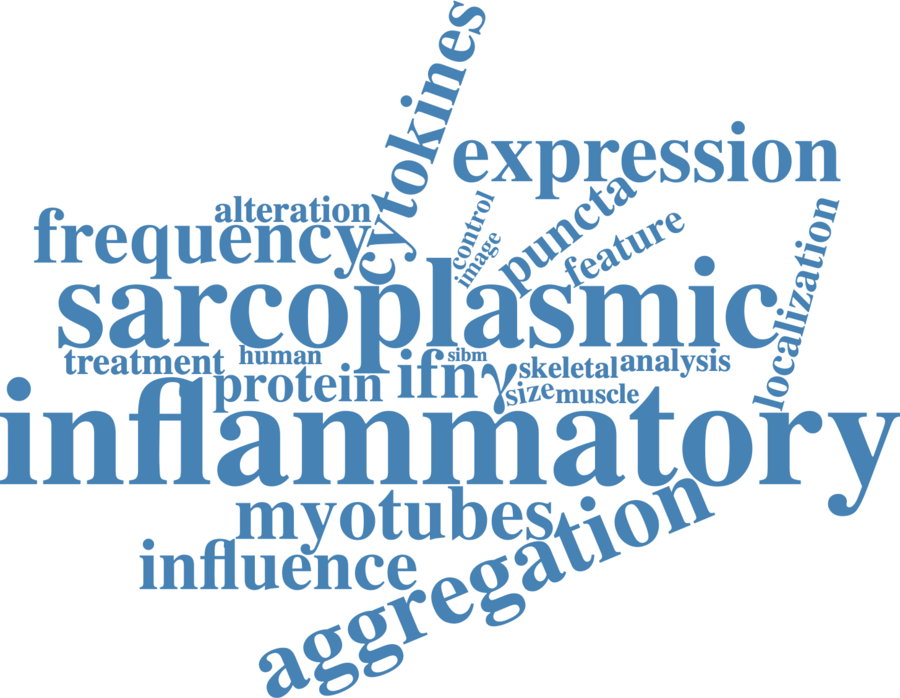 cytokines
expression
alteration
frequency
control
image
puncta
feature
localization
sarcoplasmic
treatment
human
protein
ifnγ
sibm
skeletal
analysis
size
muscle
inflammatory
myotubes
influence
aggregation